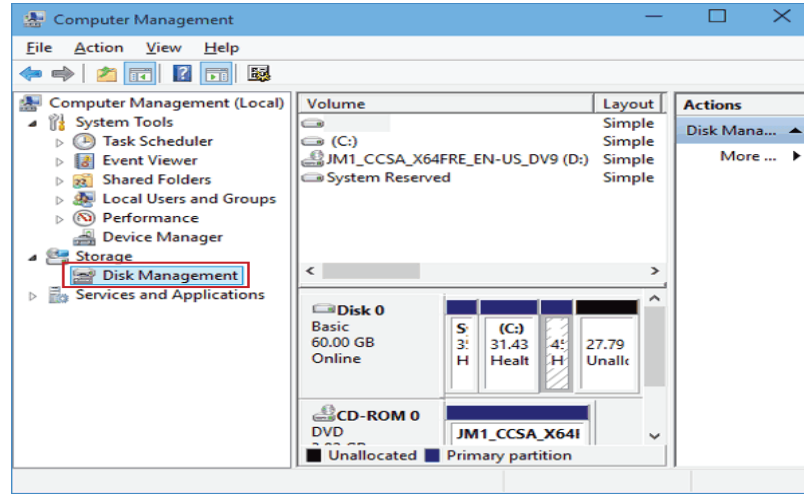 Computer Management
File Action View Help
Computer Management (Local)
System Tools
Task Scheduler
Event Viewer
Shared Folders
Local Users and Groups
Performance
Device Manager
Storage
Disk Management
Services and Applications
Volume Layout
Simple
(C:) Simple
JM1_CCSA_X64FRE_EN-US_DV9 (D:) Simple
System Reserved Simple
Actions
Disk Mana...
More ...
Disk 0
Basic
60.00 GB
Online
S (C:)
31.43 27.79
H Healt H Unallo
CD-ROM 0
DVD
JM1_CCSA_X64
Unallocated Primary partition